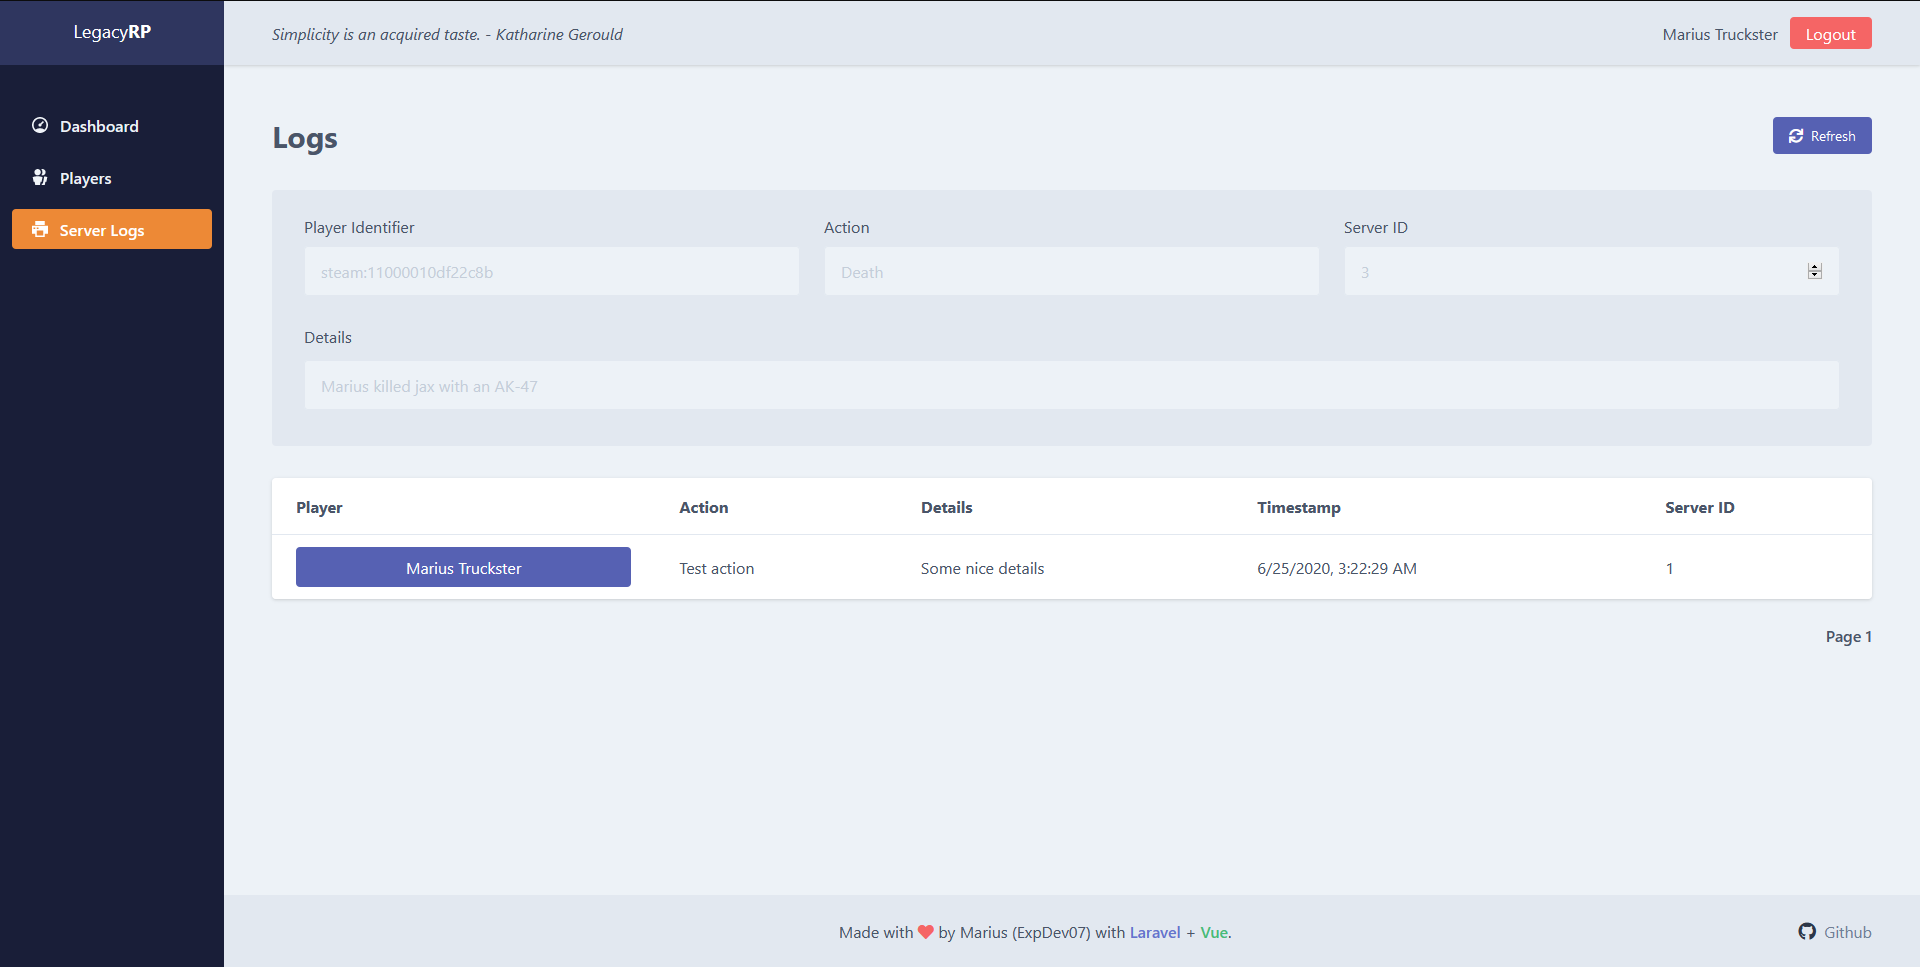 LegacyRP
Simplicity is an acquired taste. - Katharine Gerould
Marius Truckster
Logout
Dashboard
Players
Server Logs
Logs
Refresh
Player Identifier
Action
Server ID
steam:11000010df22c8b
Death
3
Details
Marius killed jax with an AK-47
Player Action Details Timestamp Server ID
Marius Truckster Test action Some nice details 6/25/2020, 3:22:29 AM 1
Page 1
Made with ❤ by Marius (ExpDev07) with Laravel + Vue.
Github